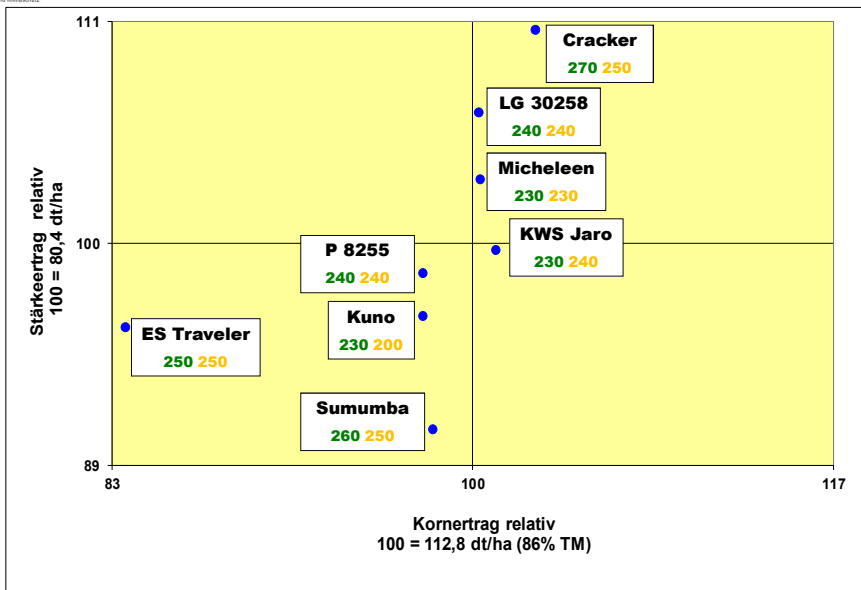 111
Cracker
270 250
LG 30258
240 240
Micheleen
230 230
Stärkeertrag relativ
100 = 80,4 dt/ha
100
KWS Jaro
230 240
P 8255
240 240
Kuno
230 200
ES Traveler
250 250
Sumumba
260 250
89
83
100
117
Kornertrag relativ
100 = 112,8 dt/ha (86% TM)